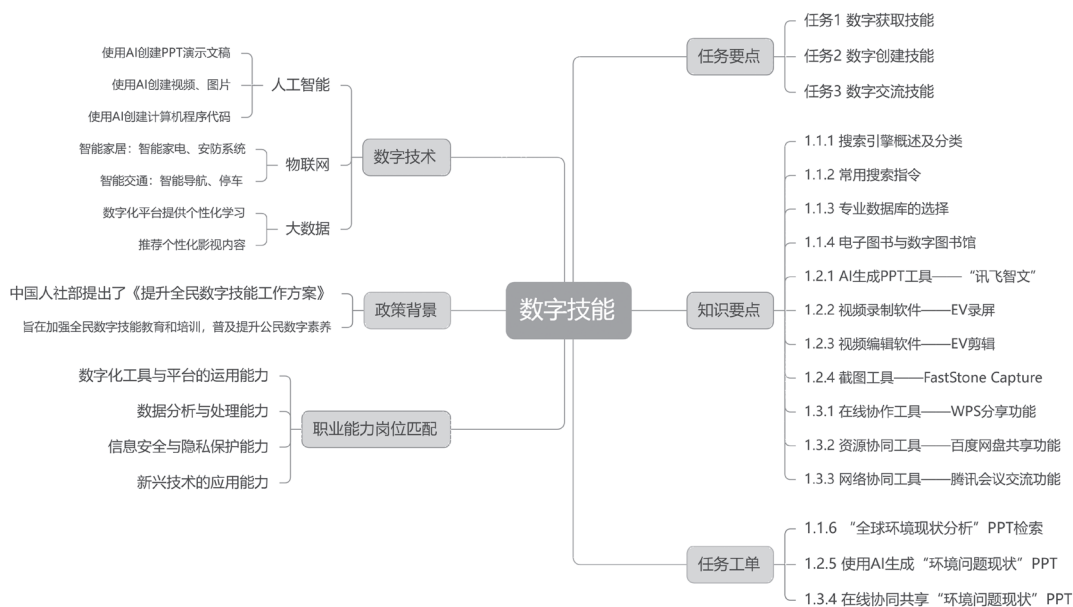 数字技能
数字技术
人工智能
使用AI创建PPT演示文稿
使用AI创建视频、图片
使用AI创建计算机程序代码
物联网
智能家居：智能家电、安防系统
智能交通：智能导航、停车
大数据
数字化平台提供个性化学习
推荐个性化影视内容
政策背景
中国人社部提出了《提升全民数字技能工作方案》
旨在加强全民数字技能教育和培训，普及提升公民数字素养
职业能力岗位匹配
数字化工具与平台的运用能力
数据分析与处理能力
信息安全与隐私保护能力
新兴技术的应用能力
任务要点
任务1 数字获取技能
任务2 数字创建技能
任务3 数字交流技能
知识要点
1.1.1 搜索引擎概述及分类
1.1.2 常用搜索指令
1.1.3 专业数据库的选择
1.1.4 电子图书与数字图书馆
1.2.1 AI生成PPT工具——“讯飞智文”
1.2.2 视频录制软件——EV录屏
1.2.3 视频编辑软件——EV剪辑
1.2.4 截图工具——FastStone Capture
1.3.1 在线协作工具——WPS分享功能
1.3.2 资源协同工具——百度网盘共享功能
1.3.3 网络协同工具——腾讯会议交流功能
任务工单
1.1.6 “全球环境现状分析”PPT检索
1.2.5 使用AI生成“环境问题现状”PPT
1.3.4 在线协同共享“环境问题现状”PPT